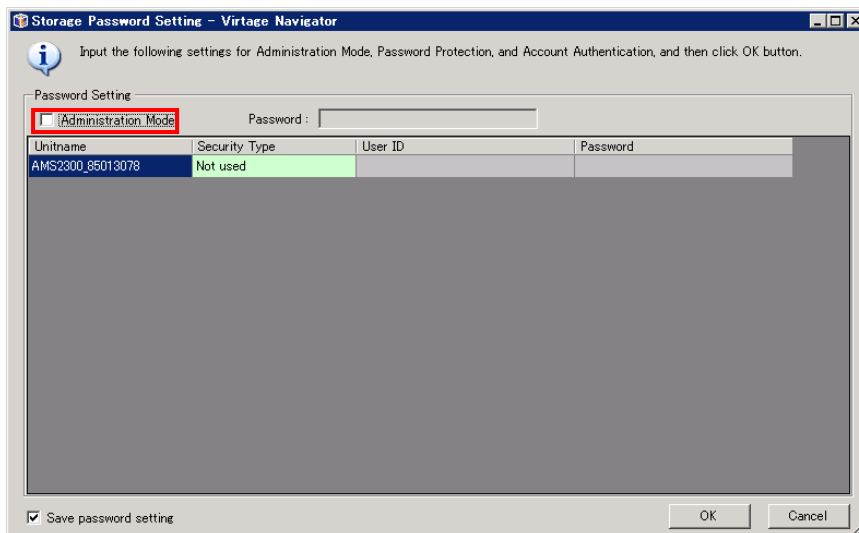 Storage Password Setting - Virtage Navigator
Input the following settings for Administration Mode, Password Protection, and Account Authentication, and then click OK button.
Password Setting
Administration Mode Password :
Unitname Security Type User ID Password
AMS2300_85013078 Not used
Save password setting OK Cancel